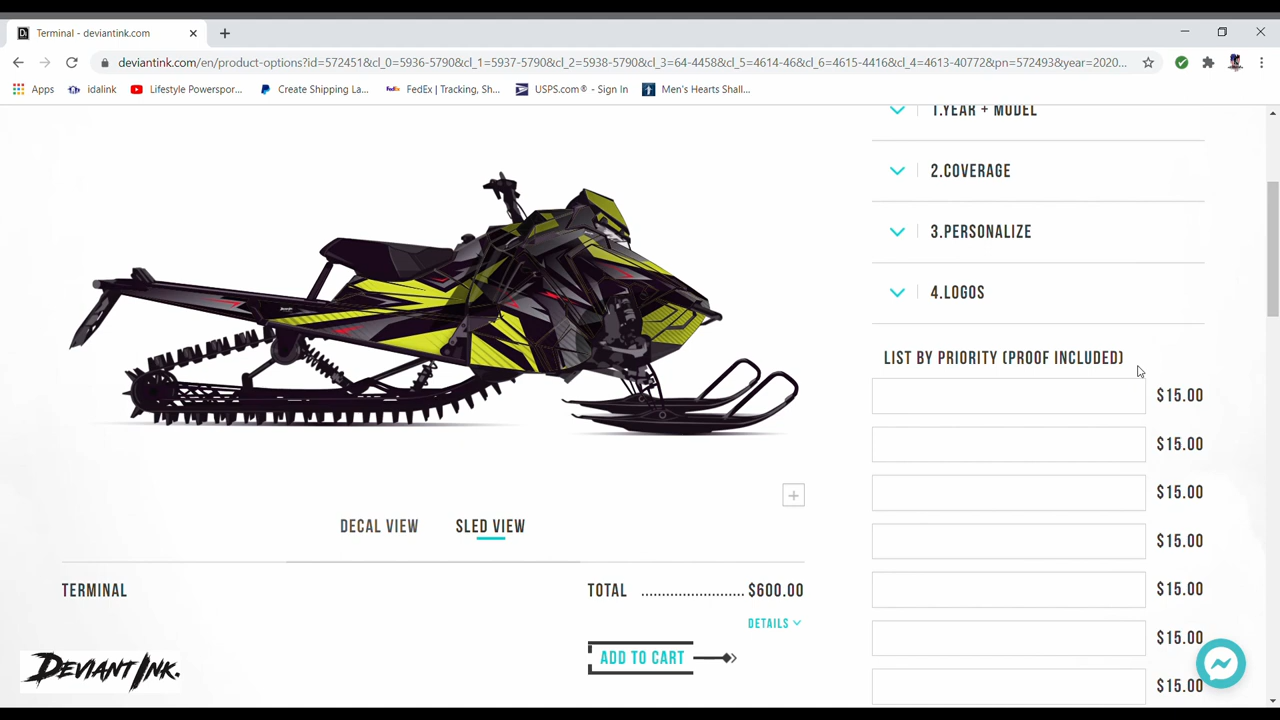 Terminal - deviantink.com
deviantink.com/en/product-options?id=572451&cl_0=5936-57908&cl_1=5937-5790&cl_2=5938-5790&cl_3=64-4458&cl_5=4614-46&cl_6=4615-4416&cl_4=4613-40772&pn=572493&year=2020...
Apps idalink Lifestyle Powerspor... Create Shipping La... FedEx | Tracking, Sh... USPS.com® - Sign In Men's Hearts Shall...
1.YEAR + MODEL
2.COVERAGE
3.PERSONALIZE
4.LOGOS
LIST BY PRIORITY (PROOF INCLUDED)
$15.00
$15.00
$15.00
$15.00
$15.00
$15.00
$15.00
DECAL VIEW SLED VIEW
TERMINAL
TOTAL ......................... $600.00
DETAILS
ADD TO CART
DEVIANT INK.